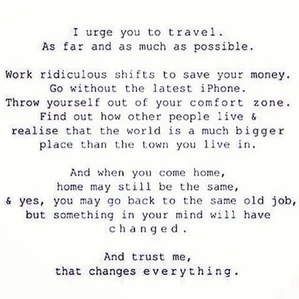 I urge you to travel.
As far and as much as possible.
Work ridiculous shifts to save your money.
Go without the latest iPhone.
Throw yourself out of your comfort zone.
Find out how other people live &
realise that the world is a much bigger
place than the town you live in.
And when you come home,
home may still be the same,
& yes, you may go back to the same old job,
but something in your mind will have
changed.
And trust me,
that changes everything.